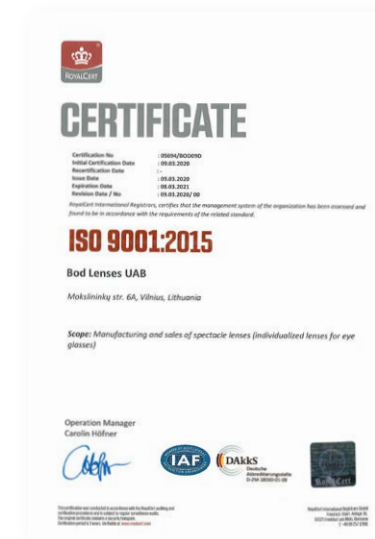 ROYALCERT
CERTIFICATE
Certification No : 05694/BOD09D
Initial Certification Date : 09.03.2020
Recertification Date : -
Issue Date : 09.03.2020
Expiration Date : 08.03.2021
Revision Date / No : 09.03.2020/ 00
RoyalCert International Registrars, certifies that the management system of the organization has been assessed and
found to be in accordance with the requirements of the related standard.
ISO 9001:2015
Bod Lenses UAB
Mokslininkų str. 6A, Vilnius, Lithuania
Scope: Manufacturing and sales of spectacle lenses (individualized lenses for eye
glasses)
Operation Manager
Carolin Höfner
IAF
DAkkS
Deutsche
Akkreditierungsstelle
RoyalCert